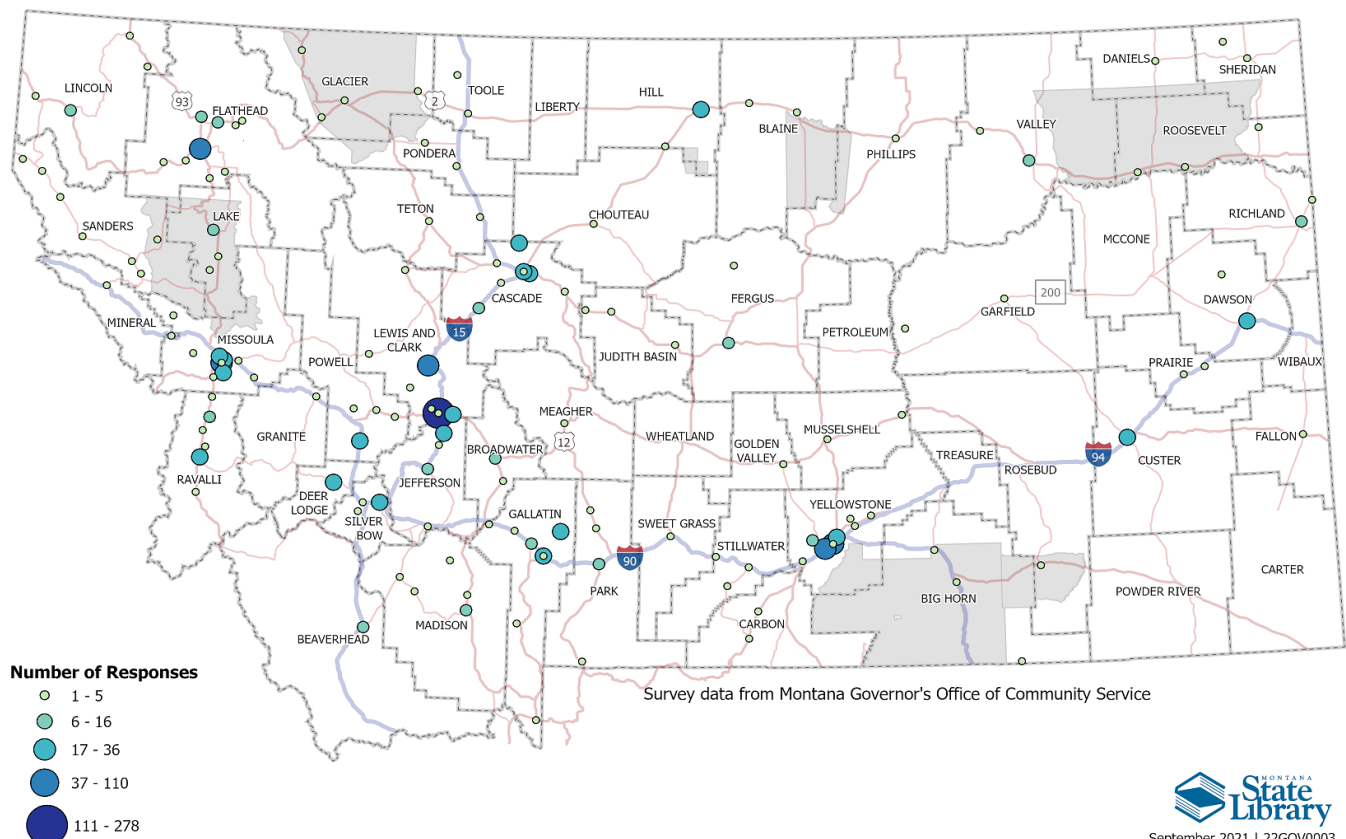 DANIELS
SHERIDAN
LINCOLN
GLACIER
TOOLE
HILL
LIBERTY
93
2
FLATHEAD
BLAINE
VALLEY
ROOSEVELT
PHILLIPS
PONDERA
TETON
CHOUTEAU
LAKE
SANDERS
RICHLAND
MCCONE
200
CASCADE
FERGUS
GARFIELD
DAWSON
MINERAL
MISSOULA
LEWIS AND
CLARK
15
PETROLEUM
POWELL
JUDITH BASIN
PRAIRIE
WIBAUX
MEAGHER
12
GRANITE
BROADWATER
WHEATLAND
GOLDEN
VALLEY
MUSSELSHELL
TREASURE
ROSEBUD
94
CUSTER
FALLON
RAVALLI
DEER
LODGE
JEFFERSON
SILVER
BOW
GALLATIN
SWEET GRASS
YELLOWSTONE
STILLWATER
90
PARK
BIG HORN
POWDER RIVER
CARTER
MADISON
CARBON
BEAVERHEAD
Number of Responses
1 - 5
6 - 16
17 - 36
37 - 110
111 - 278
Survey data from Montana Governor's Office of Community Service
MONTANA
State
Library
September 2021 | 22GOV0003